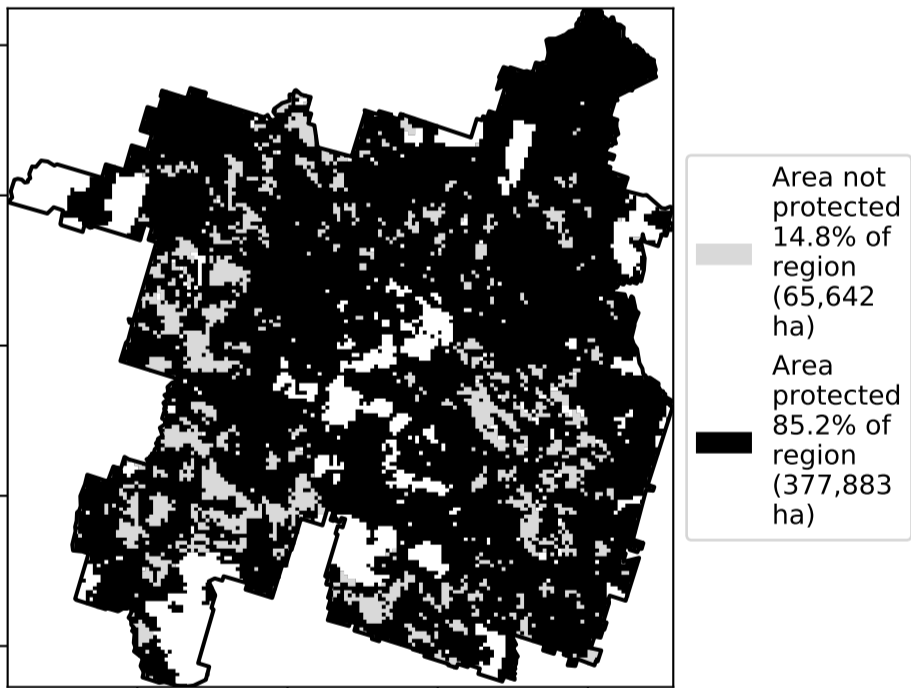 Area not
protected
14.8% of
region
(65,642
ha)
Area
protected
85.2% of
region
(377,883
ha)